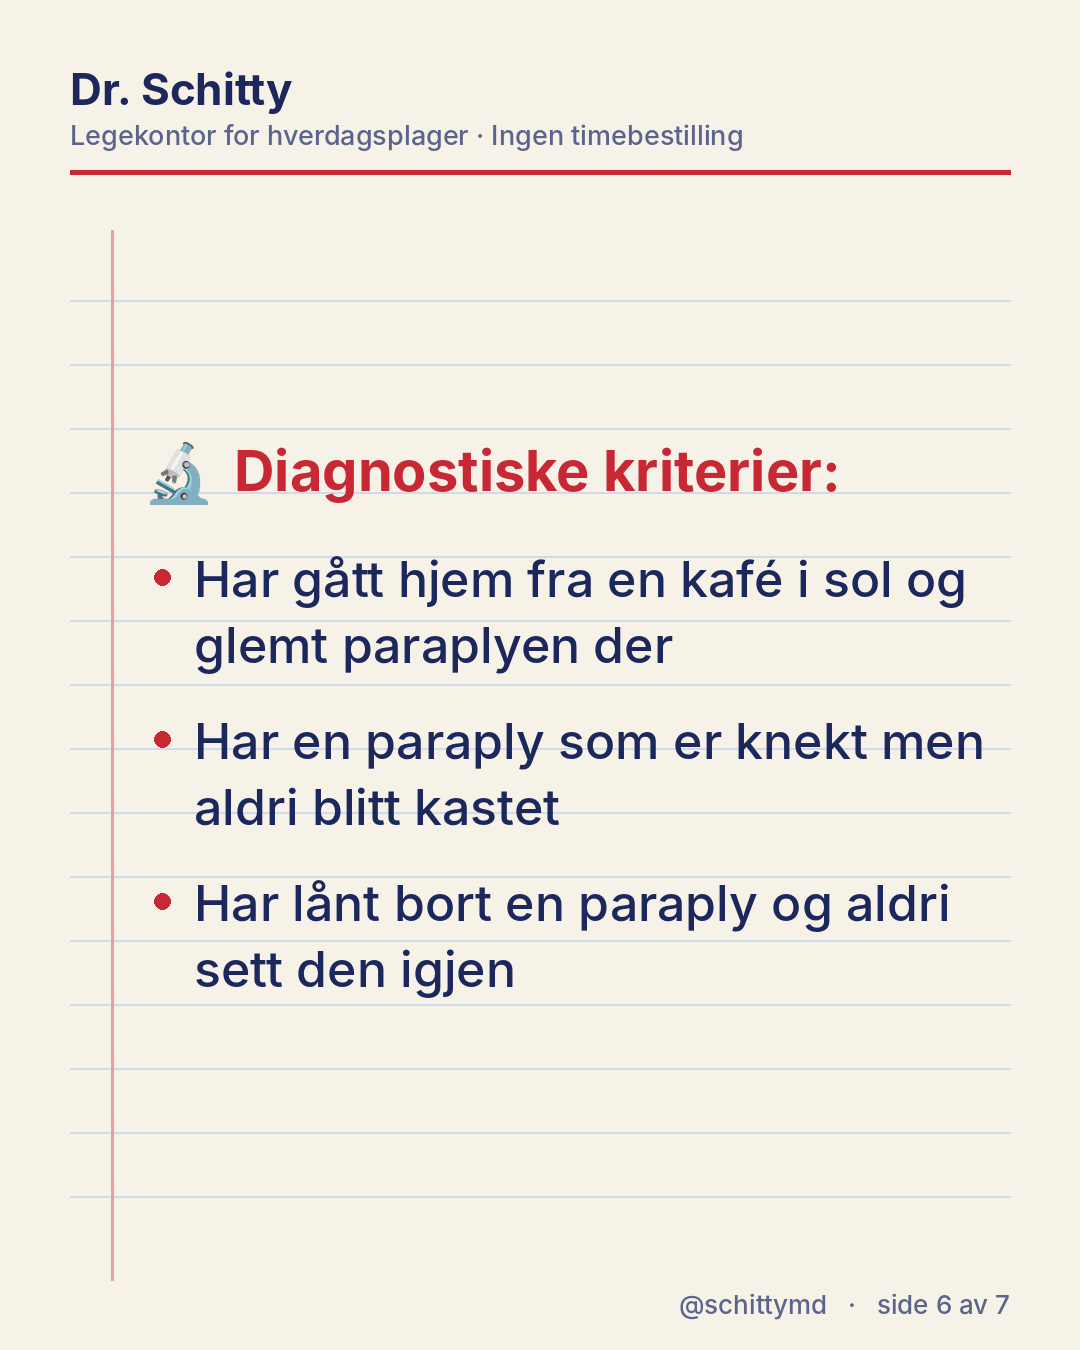 Dr. Schitty
Legekontor for hverdagsplager · Ingen timebestilling
🔬 Diagnostiske kriterier:
• Har gått hjem fra en kafé i sol og
glemt paraplyen der
• Har en paraply som er knekt men
aldri blitt kastet
• Har lånt bort en paraply og aldri
sett den igjen
@schittymd · side 6 av 7